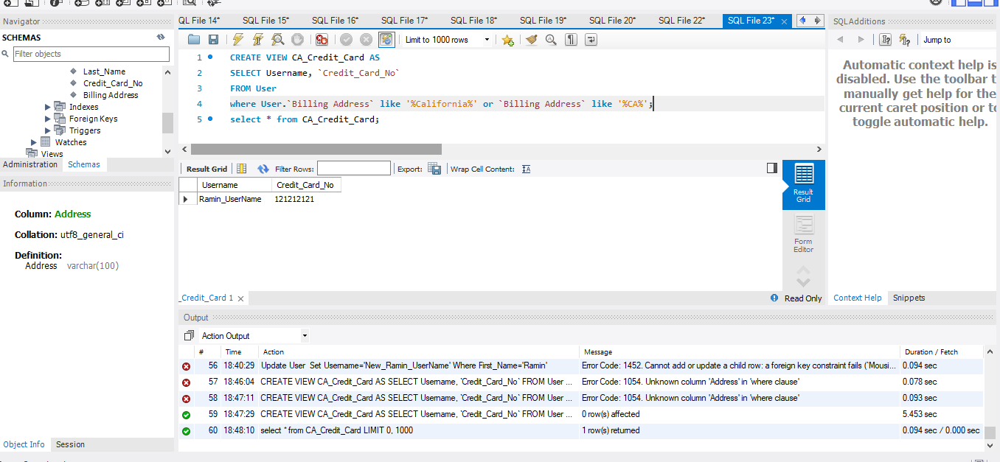 QL File 14*
SQL File 15*
SQL File 16*
SQL File 17*
SQL File 18*
SQL File 19*
SQL File 20*
SQL File 22*
SQL File 23*
Navigator
SCHEMAS
Filter objects
Last_Name
Credit_Card_No
Billing Address
Indexes
Foreign Keys
Triggers
Watches
Views
Administration Schemas
Information
Column: Address
Collation: utf8_general_ci
Definition:
Address varchar(100)
Object Info Session
Limit to 1000 rows
1 CREATE VIEW CA_Credit_Card AS
2 SELECT Username, `Credit_Card_No`
3 FROM User
4 where User.`Billing Address` like '%California%' or `Billing Address` like '%CA%';
5 select * from CA_Credit_Card;
Result Grid Filter Rows: Export: Wrap Cell Content:
Username Credit_Card_No
Ramin_UserName 121212121
Result
Grid
Form
Editor
_Credit_Card 1
Read Only
SQLAdditions
Jump to
Automatic context help is
disabled. Use the toolbar t
manually get help for the
current caret position or to
toggle automatic help.
Context Help Snippets
Output
Action Output
# Time Action Message Duration / Fetch
56 18:40:29 Update User Set Username='New_Ramin_UserName' Where First_Name='Ramin' Error Code: 1452. Cannot add or update a child row: a foreign key constraint fails (`Mousi... 0.094 sec
57 18:46:04 CREATE VIEW CA_Credit_Card AS SELECT Username, `Credit_Card_No` FROM User ... Error Code: 1054. Unknown column 'Address' in 'where clause' 0.078 sec
58 18:47:11 CREATE VIEW CA_Credit_Card AS SELECT Username, `Credit_Card_No` FROM User ... Error Code: 1054. Unknown column 'Address' in 'where clause' 0.093 sec
59 18:47:29 CREATE VIEW CA_Credit_Card AS SELECT Username, `Credit_Card_No` FROM User ... 0 row(s) affected 5.453 sec
60 18:48:10 select * from CA_Credit_Card LIMIT 0, 1000 1 row(s) returned 0.094 sec / 0.000 sec